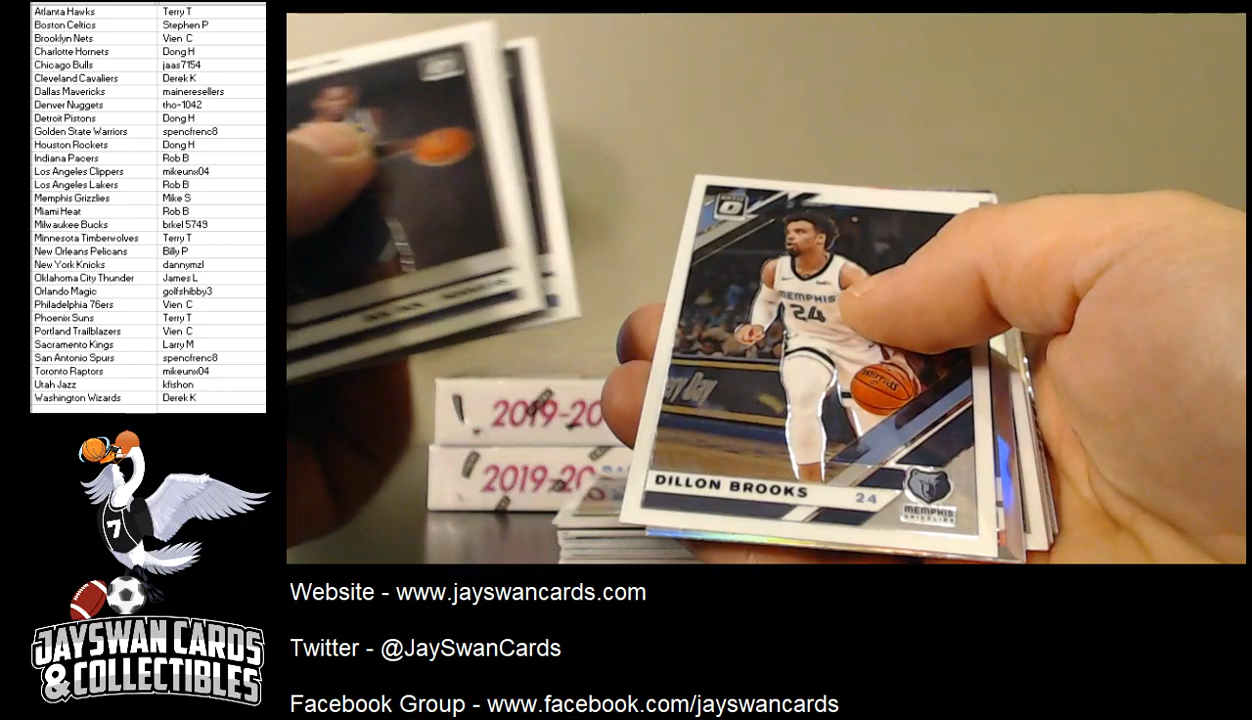 Atlanta Hawks Terry T
Boston Celtics Stephen P
Brooklyn Nets Vien C
Charlotte Hornets Dong H
Chicago Bulls jaas7154
Cleveland Cavaliers Derek K
Dallas Mavericks maineresellers
Denver Nuggets tho-1042
Detroit Pistons Dong H
Golden State Warriors spencfrenc8
Houston Rockets Dong H
Indiana Pacers Rob B
Los Angeles Clippers mikeunx04
Los Angeles Lakers Rob B
Memphis Grizzlies Mike S
Miami Heat Rob B
Milwaukee Bucks brkel5749
Minnesota Timberwolves Terry T
New Orleans Pelicans Billy P
New York Knicks dannymzl
Oklahoma City Thunder James L
Orlando Magic golfshibby3
Philadelphia 76ers Vien C
Phoenix Suns Terry T
Portland Trailblazers Vien C
Sacramento Kings Larry M
San Antonio Spurs spencfrenc8
Toronto Raptors mikeunx04
Utah Jazz kfishon
Washington Wizards Derek K
MEMPHIS
24
DILLON BROOKS 24
MEMPHIS
GRIZZLIES
2019-20
2019-20
7
JAYSWAN CARDS
& COLLECTIBLES
Website - www.jayswancards.com
Twitter - @JaySwanCards
Facebook Group - www.facebook.com/jayswancards